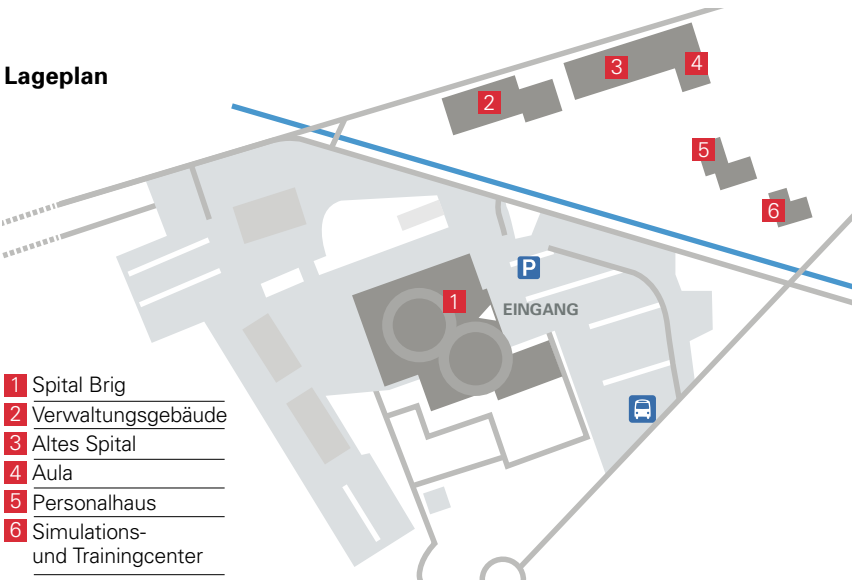 Lageplan
3
4
2
5
6
P
1
EINGANG
1 Spital Brig
2 Verwaltungsgebäude
3 Altes Spital
4 Aula
5 Personalhaus
6 Simulations-
und Trainingcenter